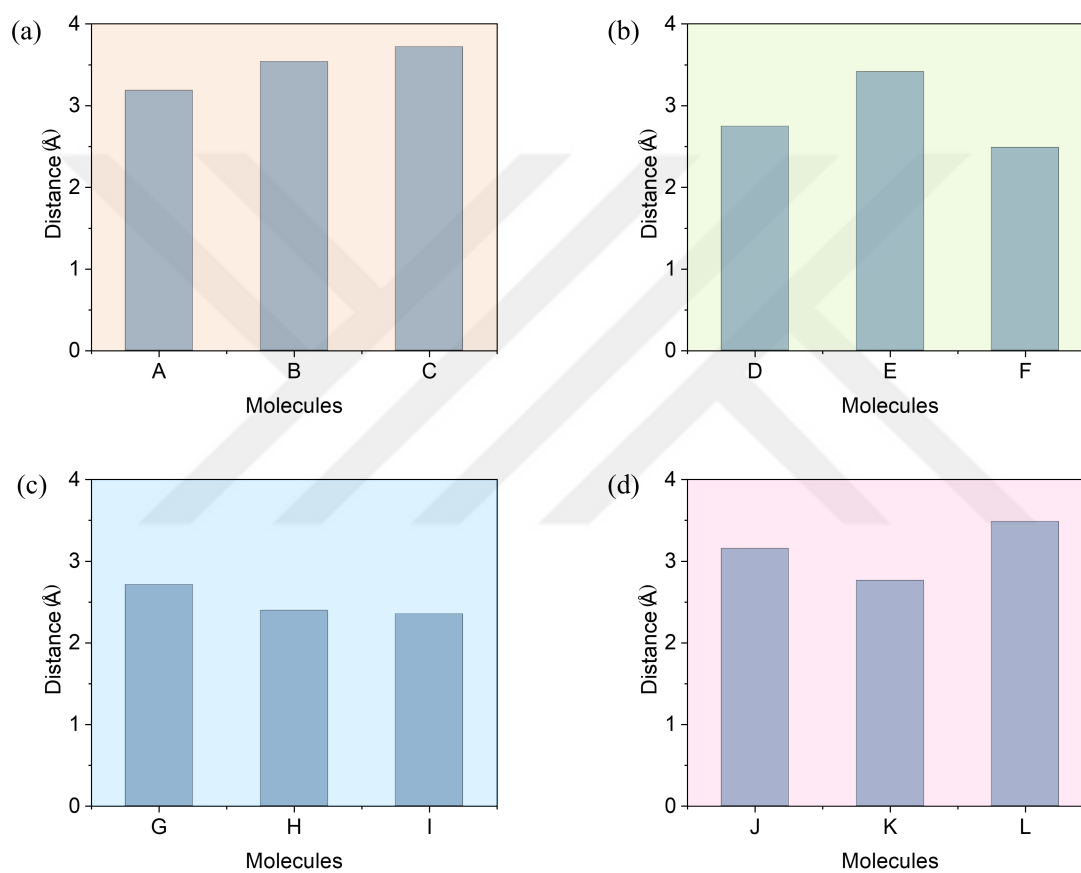 (a)
4
3
2
1
0
Distance (Å)
A B C
Molecules
(b)
4
3
2
1
0
Distance (Å)
D E F
Molecules
(c)
4
3
2
1
0
Distance (Å)
G H I
Molecules
(d)
4
3
2
1
0
Distance (Å)
J K L
Molecules